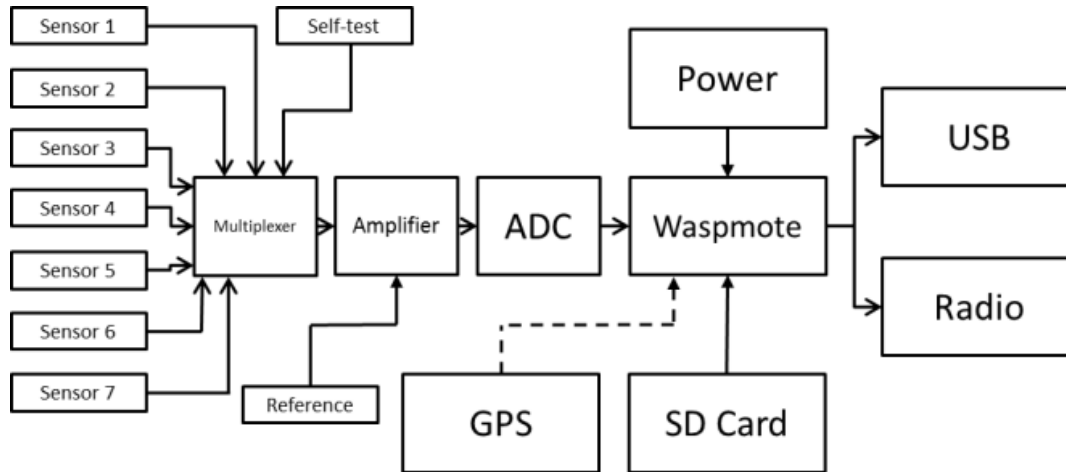 Sensor 1
Self-test
Sensor 2
Power
USB
Sensor 3
Sensor 4
Multiplexer
Amplifier
ADC
Waspmote
Sensor 5
Radio
Sensor 6
Sensor 7
Reference
GPS
SD Card